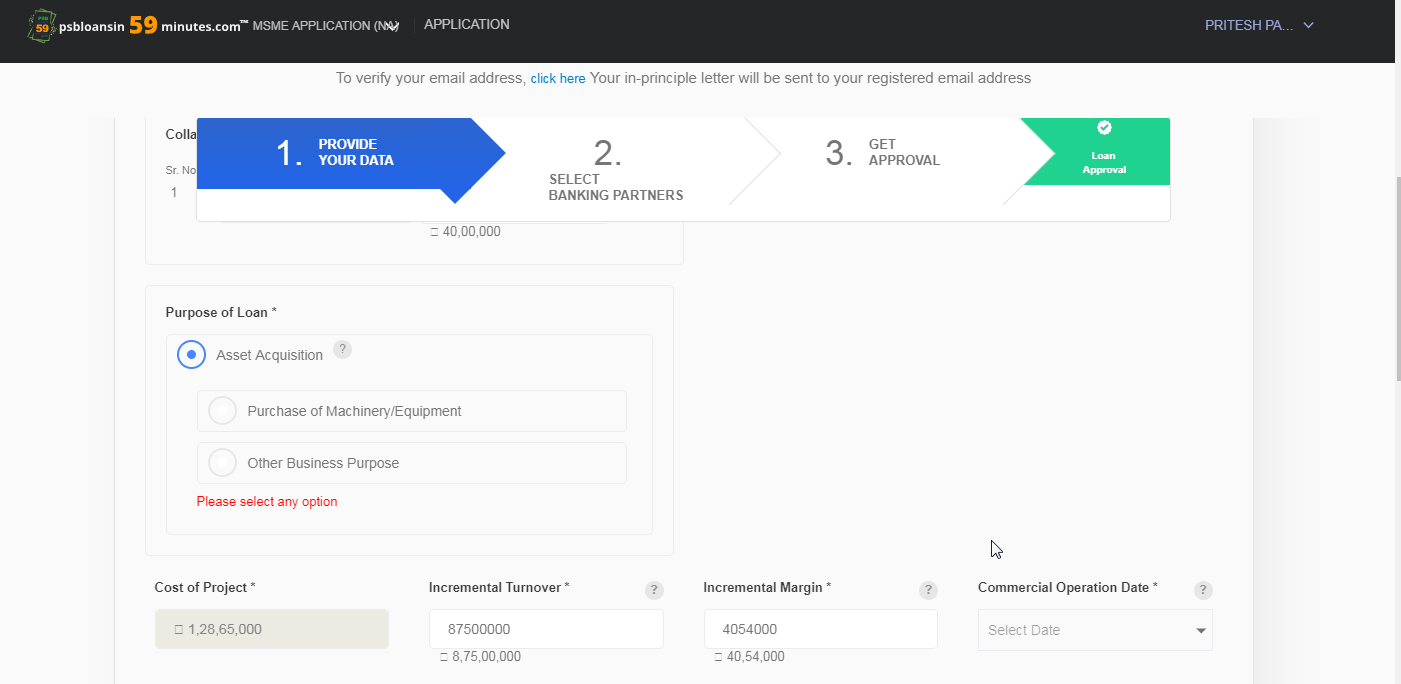 psbloansin 59 minutes.com™ MSME APPLICATION (NA) APPLICATION PRITESH PA...
To verify your email address, click here Your in-principle letter will be sent to your registered email address
Colla
Sr. No
1
1. PROVIDE
YOUR DATA
2.
SELECT
BANKING PARTNERS
3. GET
APPROVAL
Loan
Approval
40,00,000
Purpose of Loan *
Asset Acquisition ?
Purchase of Machinery/Equipment
Other Business Purpose
Please select any option
Cost of Project * Incremental Turnover * ? Incremental Margin * ? Commercial Operation Date * ?
1,28,65,000 87500000 4054000 Select Date
8,75,00,000 40,54,000